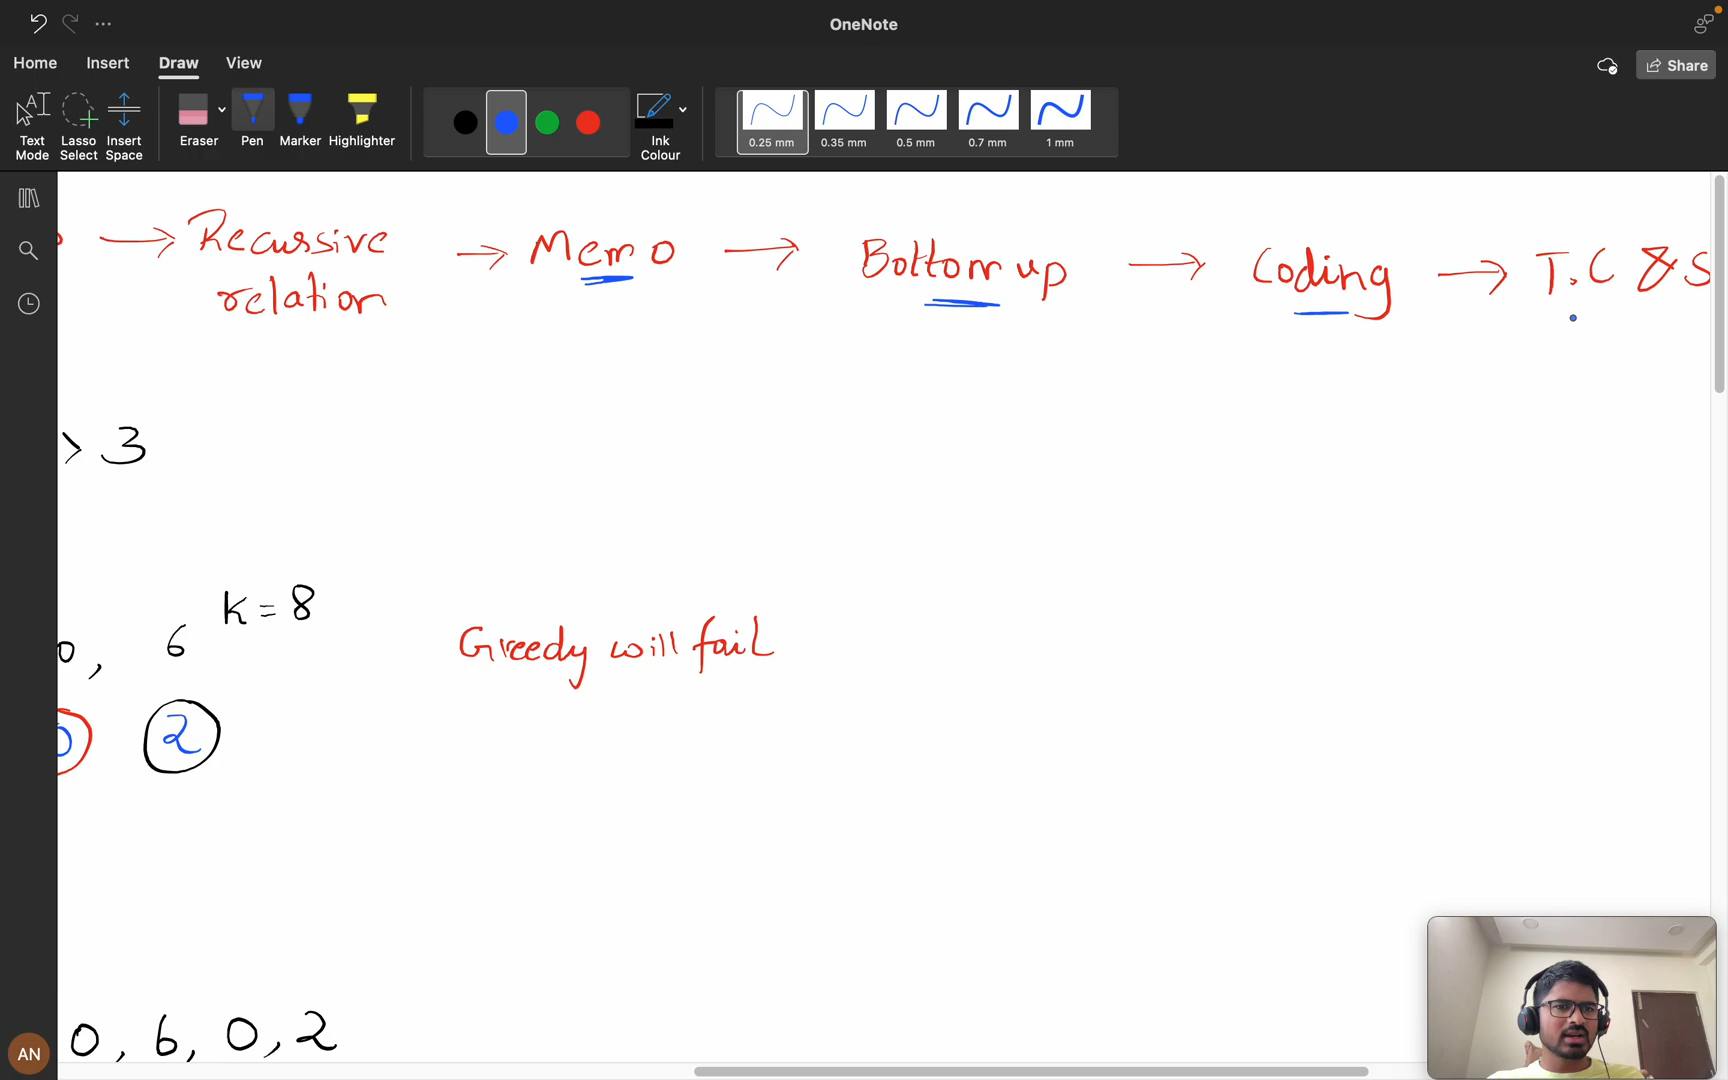 OneNote
Home Insert Draw View
Share
Text Mode
Lasso Select
Insert Space
Eraser
Pen
Marker
Highlighter
Ink Colour
0.25 mm
0.35 mm
0.5 mm
0.7 mm
1 mm
→ Recussive relation → Memo → Bottom up → Coding → T.C & S
> 3
K = 8
0, 6
Greedy will fail
0 2
0, 6, 0, 2
AN